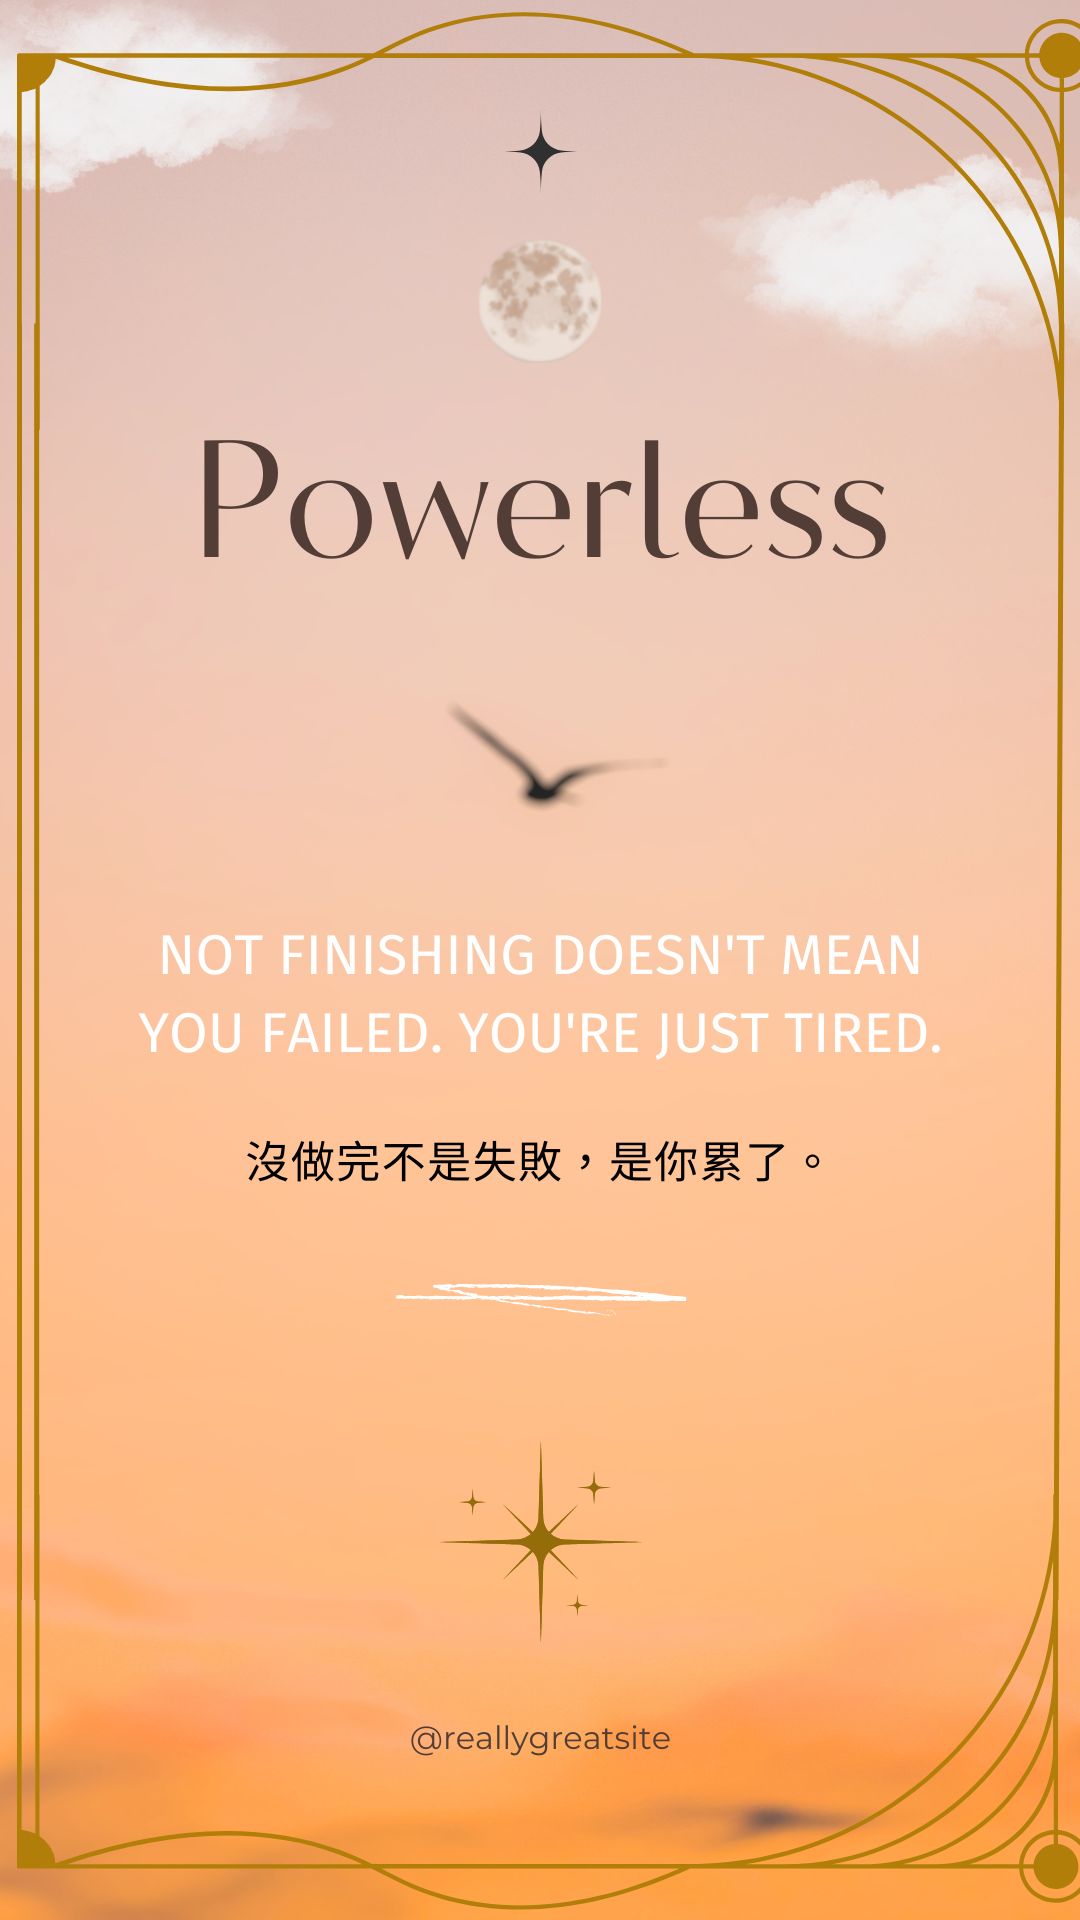 Powerless
NOT FINISHING DOESN'T MEAN
YOU FAILED. YOU'RE JUST TIRED.
沒做完不是失敗，是你累了。
@reallygreatsite